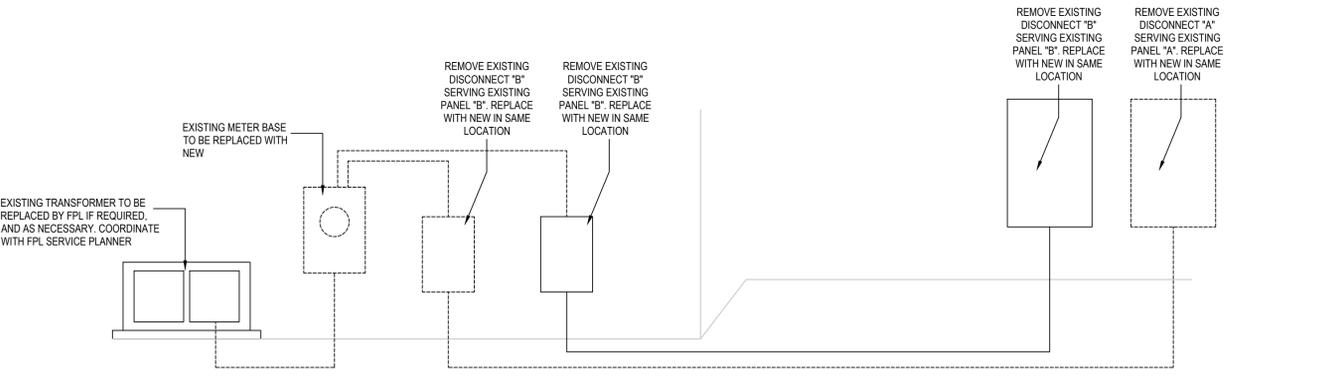 REMOVE EXISTING
DISCONNECT "B"
SERVING EXISTING
PANEL "B". REPLACE
WITH NEW IN SAME
LOCATION
REMOVE EXISTING
DISCONNECT "A"
SERVING EXISTING
PANEL "A". REPLACE
WITH NEW IN SAME
LOCATION
REMOVE EXISTING
DISCONNECT "B"
SERVING EXISTING
PANEL "B". REPLACE
WITH NEW IN SAME
LOCATION
REMOVE EXISTING
DISCONNECT "B"
SERVING EXISTING
PANEL "B". REPLACE
WITH NEW IN SAME
LOCATION
EXISTING METER BASE
TO BE REPLACED WITH
NEW
EXISTING TRANSFORMER TO BE
REPLACED BY FPL IF REQUIRED,
AND AS NECESSARY. COORDINATE
WITH FPL SERVICE PLANNER